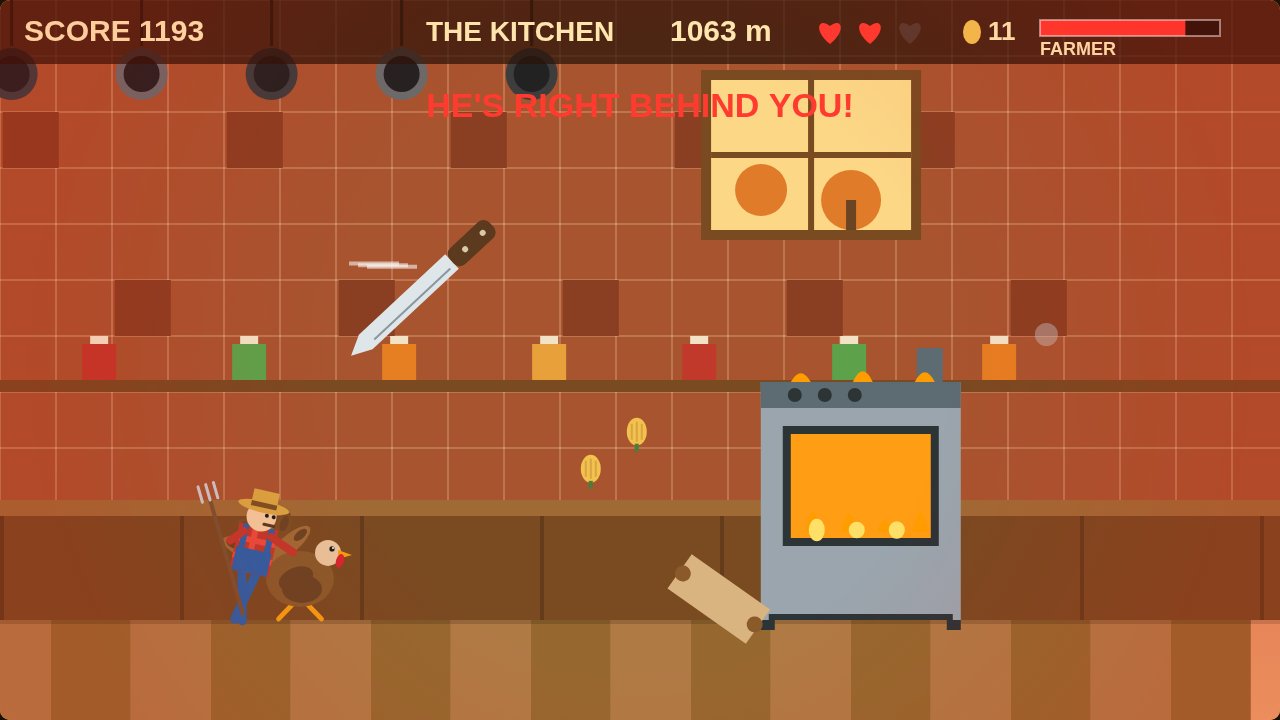 SCORE 1193
THE KITCHEN
1063 m
11
FARMER
HE'S RIGHT BEHIND YOU!